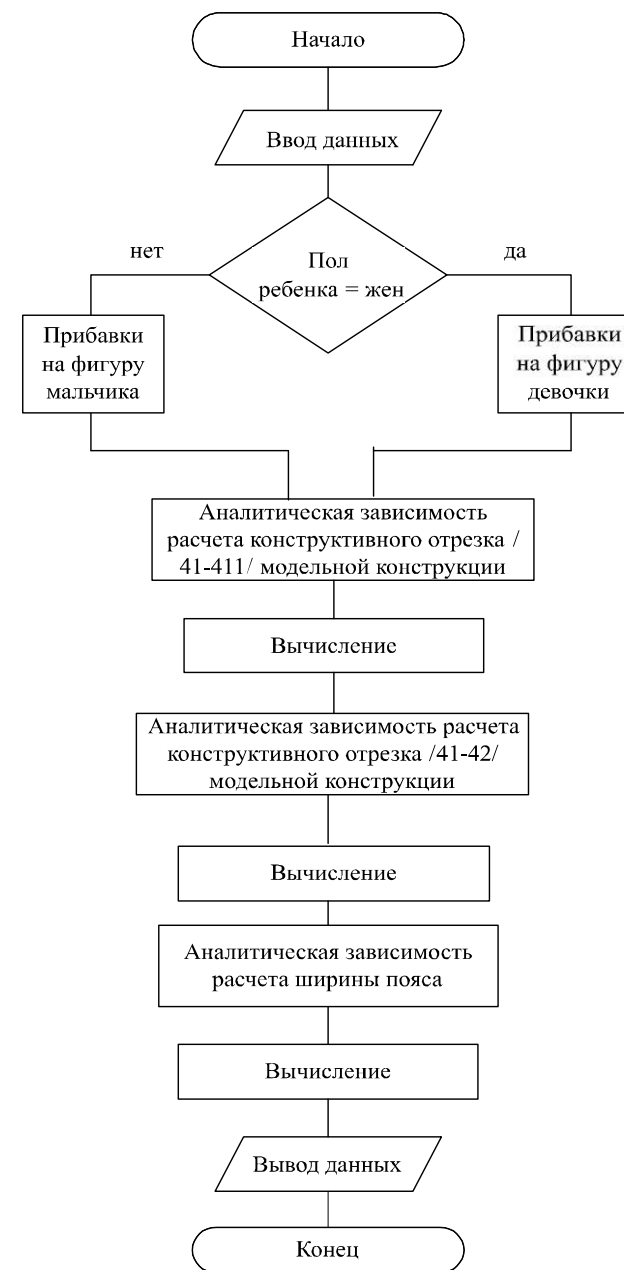 Начало
Ввод данных
нет
да
Пол
ребенка = жен
Прибавки
на фигуру
мальчика
Прибавки
на фигуру
девочки
Аналитическая зависимость
расчета конструктивного отрезка /
41-411/ модельной конструкции
Вычисление
Аналитическая зависимость расчета
конструктивного отрезка /41-42/
модельной конструкции
Вычисление
Аналитическая зависимость
расчета ширины пояса
Вычисление
Вывод данных
Конец